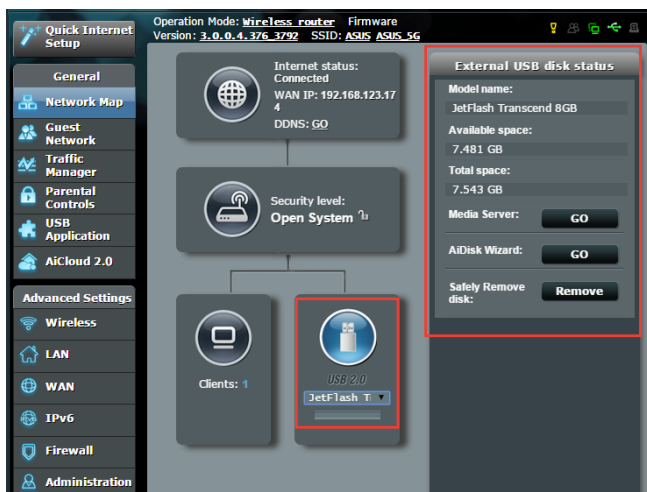 Operation Mode: Wireless router Firmware
Version: 3.0.0.4.376_3792 SSID: ASUS ASUS_5G
Quick Internet
Setup
General
Network Map
Guest
Network
Traffic
Manager
Parental
Controls
USB
Application
AiCloud 2.0
Advanced Settings
Wireless
LAN
WAN
IPv6
Firewall
Administration
Internet status:
Connected
WAN IP: 192.168.123.17
4
DDNS: GO
Security level:
Open System
Clients: 1
USB 2.0
JetFlash T
External USB disk status
Model name:
JetFlash Transcend 8GB
Available space:
7.481 GB
Total space:
7.543 GB
Media Server: GO
AiDisk Wizard: GO
Safely Remove
disk: Remove